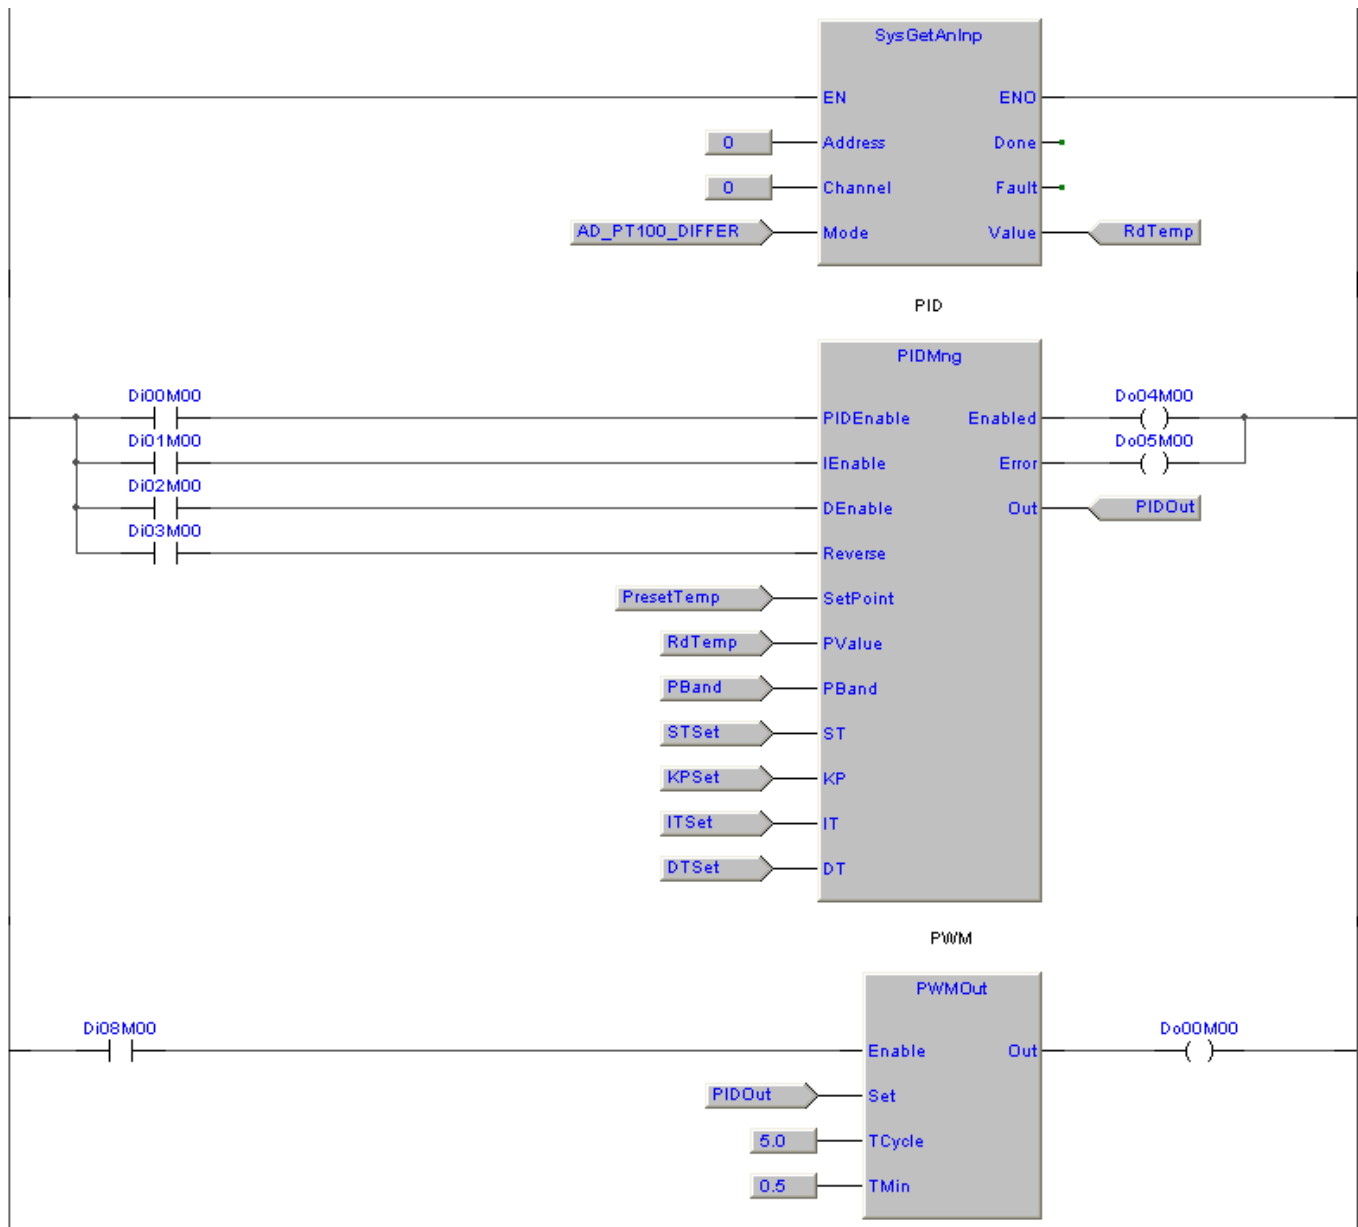 SysGetAnInp
EN ENO
0 Address Done
0 Channel Fault
AD_PT100_DIFFER Mode Value RdTemp
PID
PIDMng
Di00M00 Do04M00
PIDEnable Enabled
Di01M00 Do05M00
IEnable Error
Di02M00
DEnable Out PIDOut
Di03M00
Reverse
PresetTemp SetPoint
RdTemp PValue
PBand PBand
STSet ST
KPSet KP
ITSet IT
DTSet DT
PWM
PWMOut
Di08M00 Do00M00
Enable Out
PIDOut Set
5.0 TCycle
0.5 TMin